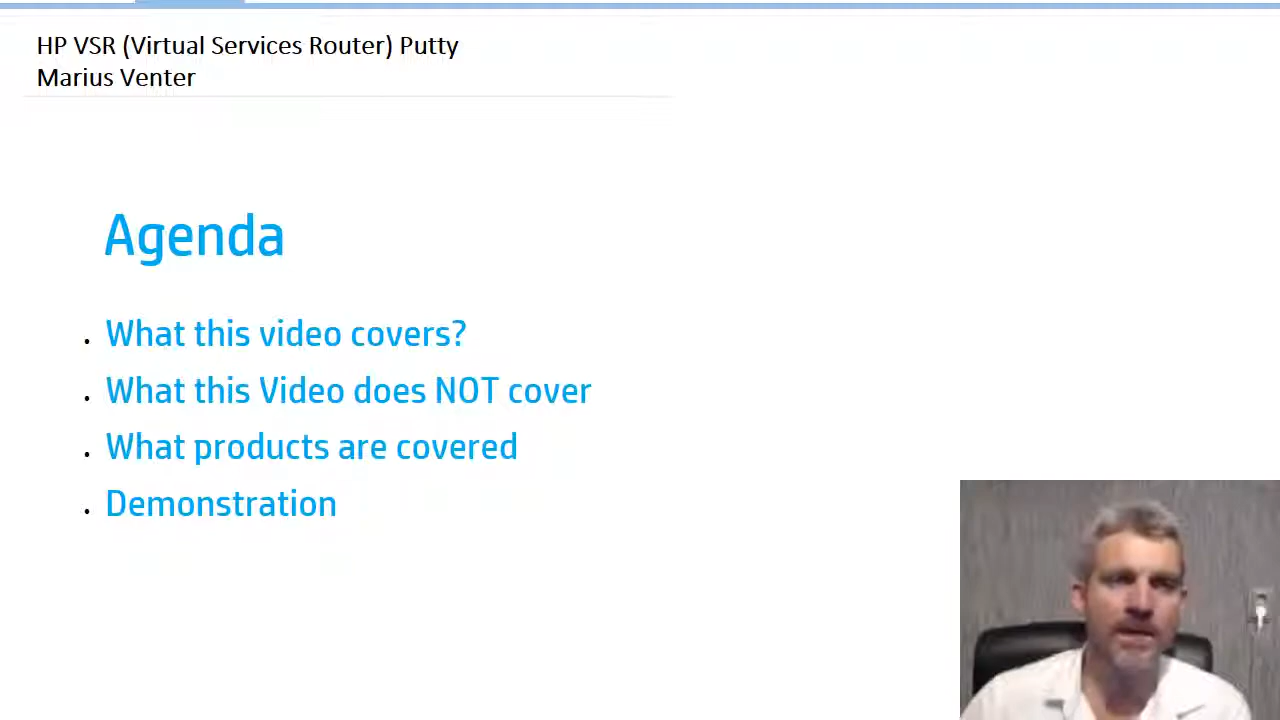 HP VSR (Virtual Services Router) Putty
Marius Venter
Agenda
What this video covers?
What this Video does NOT cover
What products are covered
Demonstration